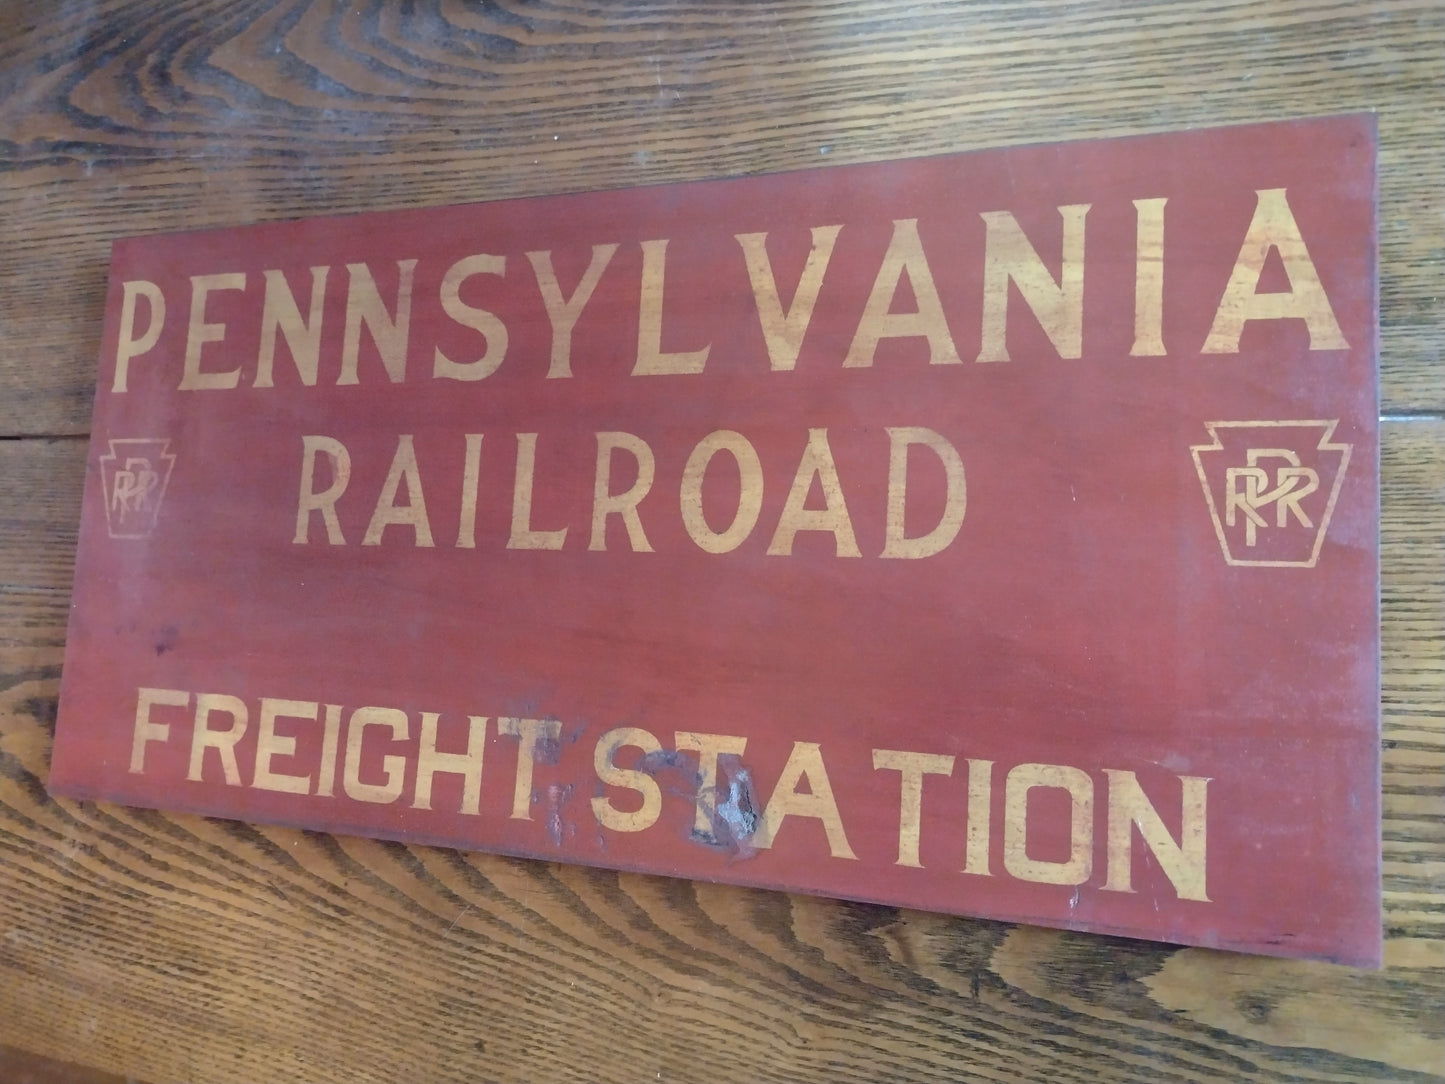 PENNSYLVANIA
PRR RAILROAD PRR
FREIGHT STATION